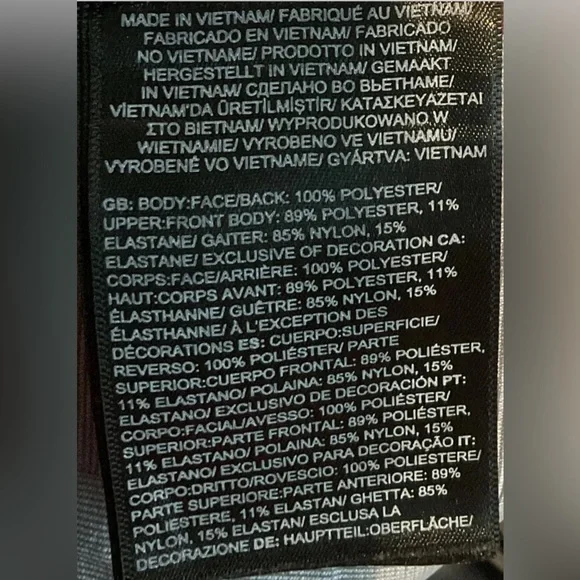 MADE IN VIETNAM/ FABRIQUÉ AU VIETNAM/
FABRICADO EN VIETNAM/ FABRICADO
NO VIETNAME/ PRODOTTO IN VIETNAM/
HERGESTELLT IN VIETNAM/ GEMAAKT
IN VIETNAM/ СДЕЛАНО ВО ВЬЕТНАМЕ/
VİETNAM'DA ÜRETİLMİŞTİR/ ΚΑΤΑΣΚΕΥΑΖΕΤΑΙ
ΣΤΟ ΒΙΕΤΝΑΜ/ WYPRODUKOWANO W
WIETNAMIE/ VYROBENO VE VIETNAMU/
VYROBENÉ VO VIETNAME/ GYÁRTVA: VIETNAM
GB: BODY:FACE/BACK: 100% POLYESTER/
UPPER:FRONT BODY: 89% POLYESTER, 11%
ELASTANE/ GAITER: 85% NYLON, 15%
ELASTANE/ EXCLUSIVE OF DECORATION CA:
CORPS:FACE/ARRIÈRE: 100% POLYESTER/
HAUT:CORPS AVANT: 89% POLYESTER, 11%
ÉLASTHANNE/ GUÊTRE: 85% NYLON, 15%
ÉLASTHANNE/ À L'EXCEPTION DES
DÉCORATIONS ES: CUERPO:SUPERFICIE/
REVERSO: 100% POLIÉSTER/ PARTE
SUPERIOR:CUERPO FRONTAL: 89% POLIÉSTER,
11% ELASTANO/ POLAINA: 85% NYLON, 15%
ELASTANO/ EXCLUSIVO DE DECORACIÓN PT:
CORPO:FACIAL/AVESSO: 100% POLIÉSTER/
SUPERIOR:PARTE FRONTAL: 89% POLIÉSTER,
11% ELASTANO/ POLAINA: 85% NYLON, 15%
ELASTANO/ EXCLUSIVO PARA DECORAÇÃO IT:
CORPO:DRITTO/ROVESCIO: 100% POLIESTERE/
PARTE SUPERIORE:PARTE ANTERIORE: 89%
POLIESTERE, 11% ELASTAN/ GHETTA: 85%
NYLON, 15% ELASTAN/ ESCLUSA LA
DECORAZIONE DE: HAUPTTEIL:OBERFLÄCHE/